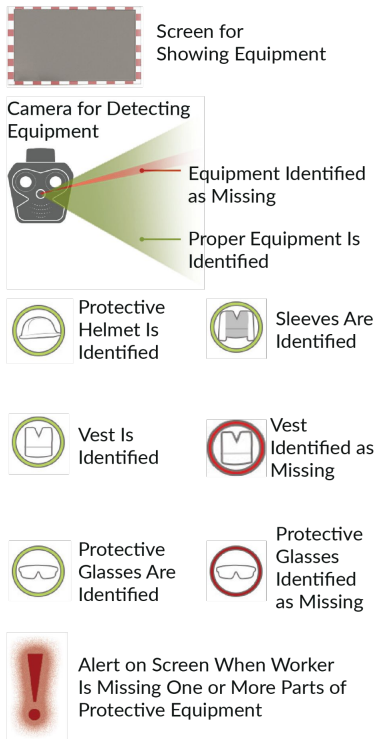 Screen for
Showing Equipment
Camera for Detecting
Equipment
Equipment Identified
as Missing
Proper Equipment Is
Identified
Protective
Helmet Is
Identified
Sleeves Are
Identified
Vest Is
Identified
Vest
Identified as
Missing
Protective
Glasses Are
Identified
Protective
Glasses
Identified
as Missing
Alert on Screen When Worker
Is Missing One or More Parts of
Protective Equipment